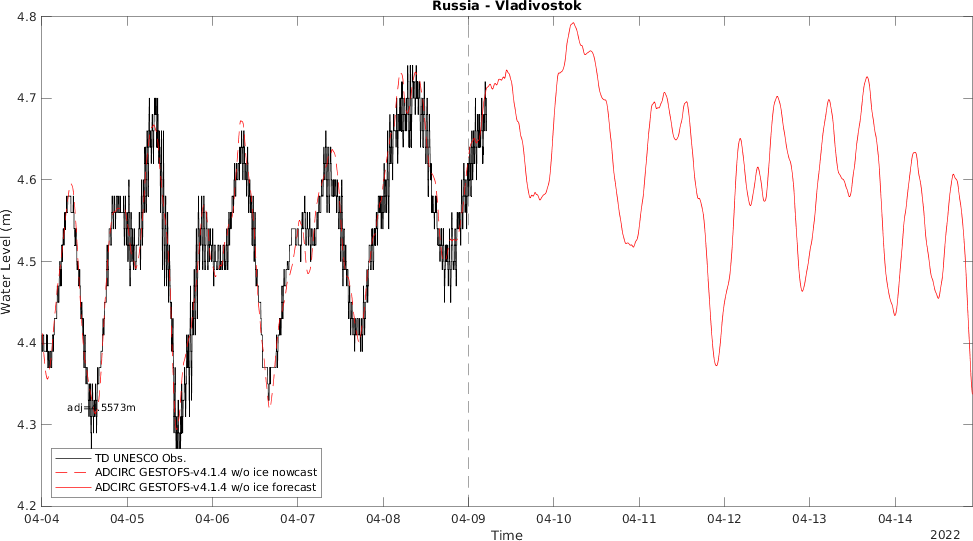 Russia - Vladivostok
4.8
4.7
4.6
4.5
4.4
4.3
4.2
Water Level (m)
adj=4.5573m
TD UNESCO Obs.
ADCIRC GESTOFS-v4.1.4 w/o ice nowcast
ADCIRC GESTOFS-v4.1.4 w/o ice forecast
04-04 04-05 04-06 04-07 04-08 04-09 04-10 04-11 04-12 04-13 04-14
Time
2022